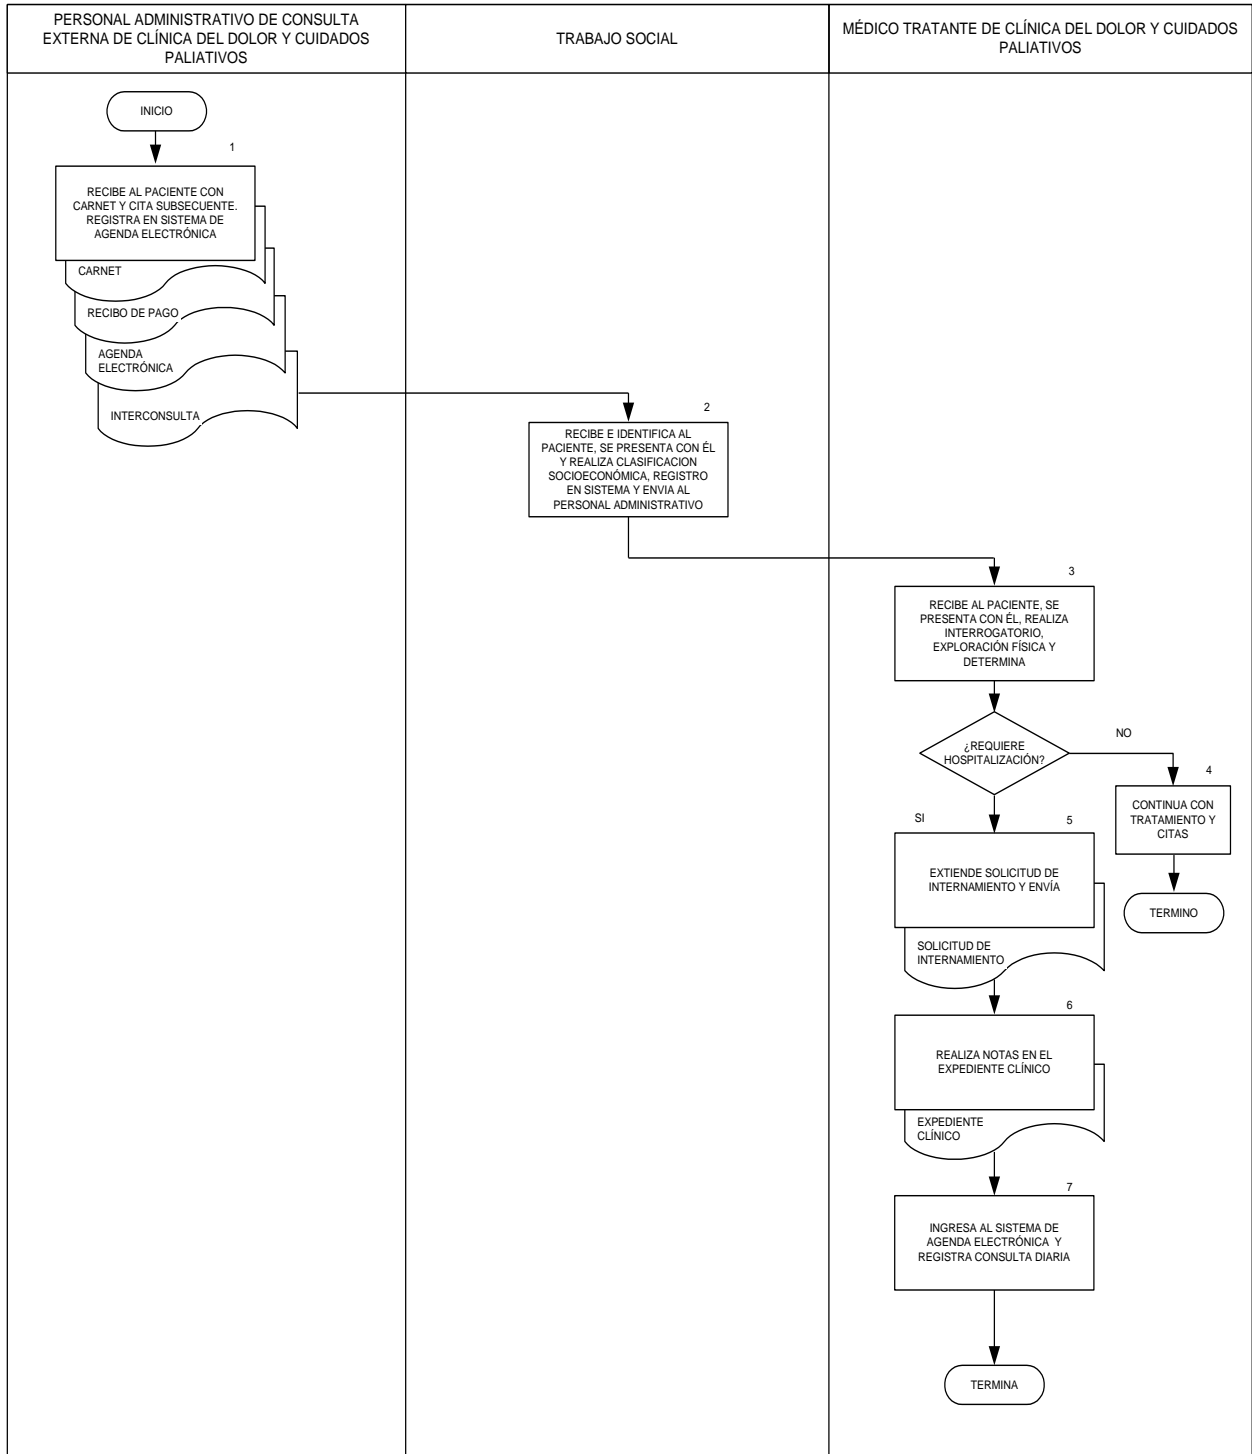 PERSONAL ADMINISTRATIVO DE CONSULTA
EXTERNA DE CLÍNICA DEL DOLOR Y CUIDADOS
PALIATIVOS
TRABAJO SOCIAL
MÉDICO TRATANTE DE CLÍNICA DEL DOLOR Y CUIDADOS
PALIATIVOS
INICIO
1
RECIBE AL PACIENTE CON
CARNET Y CITA SUBSECUENTE.
REGISTRA EN SISTEMA DE
AGENDA ELECTRÓNICA
CARNET
RECIBO DE PAGO
AGENDA
ELECTRÓNICA
INTERCONSULTA
2
RECIBE E IDENTIFICA AL
PACIENTE, SE PRESENTA CON ÉL
Y REALIZA CLASIFICACION
SOCIOECONÓMICA, REGISTRO
EN SISTEMA Y ENVIA AL
PERSONAL ADMINISTRATIVO
3
RECIBE AL PACIENTE, SE
PRESENTA CON ÉL, REALIZA
INTERROGATORIO,
EXPLORACIÓN FÍSICA Y
DETERMINA
¿REQUIERE
HOSPITALIZACIÓN?
NO
4
CONTINUA CON
TRATAMIENTO Y
CITAS
TERMINO
SI
5
EXTIENDE SOLICITUD DE
INTERNAMIENTO Y ENVÍA
SOLICITUD DE
INTERNAMIENTO
6
REALIZA NOTAS EN EL
EXPEDIENTE CLÍNICO
EXPEDIENTE
CLÍNICO
7
INGRESA AL SISTEMA DE
AGENDA ELECTRÓNICA Y
REGISTRA CONSULTA DIARIA
TERMINA